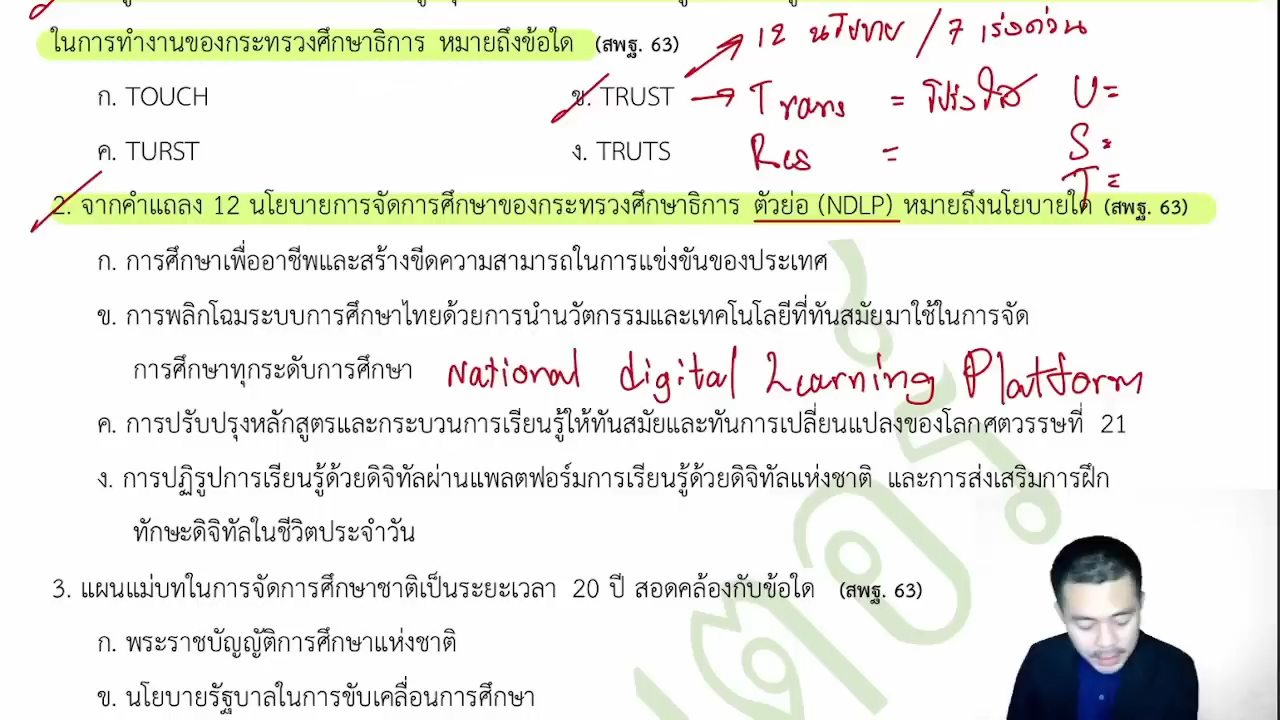 ในการทำงานของกระทรวงศึกษาธิการ หมายถึงข้อใด (สพฐ. 63)
12 นโยบาย / 7 เร่งด่วน
ก. TOUCH
ข. TRUST
Trans = โปร่งใส
U =
ค. TURST
ง. TRUTS
Res =
S =
T =
2. จากคำแถลง 12 นโยบายการจัดการศึกษาของกระทรวงศึกษาธิการ ตัวย่อ (NDLP) หมายถึงนโยบายใด (สพฐ. 63)
ก. การศึกษาเพื่ออาชีพและสร้างขีดความสามารถในการแข่งขันของประเทศ
ข. การพลิกโฉมระบบการศึกษาไทยด้วยการนำนวัตกรรมและเทคโนโลยีที่ทันสมัยมาใช้ในการจัด
การศึกษาทุกระดับการศึกษา
National digital Learning Platform
ค. การปรับปรุงหลักสูตรและกระบวนการเรียนรู้ให้ทันสมัยและทันการเปลี่ยนแปลงของโลกศตวรรษที่ 21
ง. การปฏิรูปการเรียนรู้ด้วยดิจิทัลผ่านแพลตฟอร์มการเรียนรู้ด้วยดิจิทัลแห่งชาติ และการส่งเสริมการฝึก
ทักษะดิจิทัลในชีวิตประจำวัน
3. แผนแม่บทในการจัดการศึกษาชาติเป็นระยะเวลา 20 ปี สอดคล้องกับข้อใด (สพฐ. 63)
ก. พระราชบัญญัติการศึกษาแห่งชาติ
ข. นโยบายรัฐบาลในการขับเคลื่อนการศึกษา